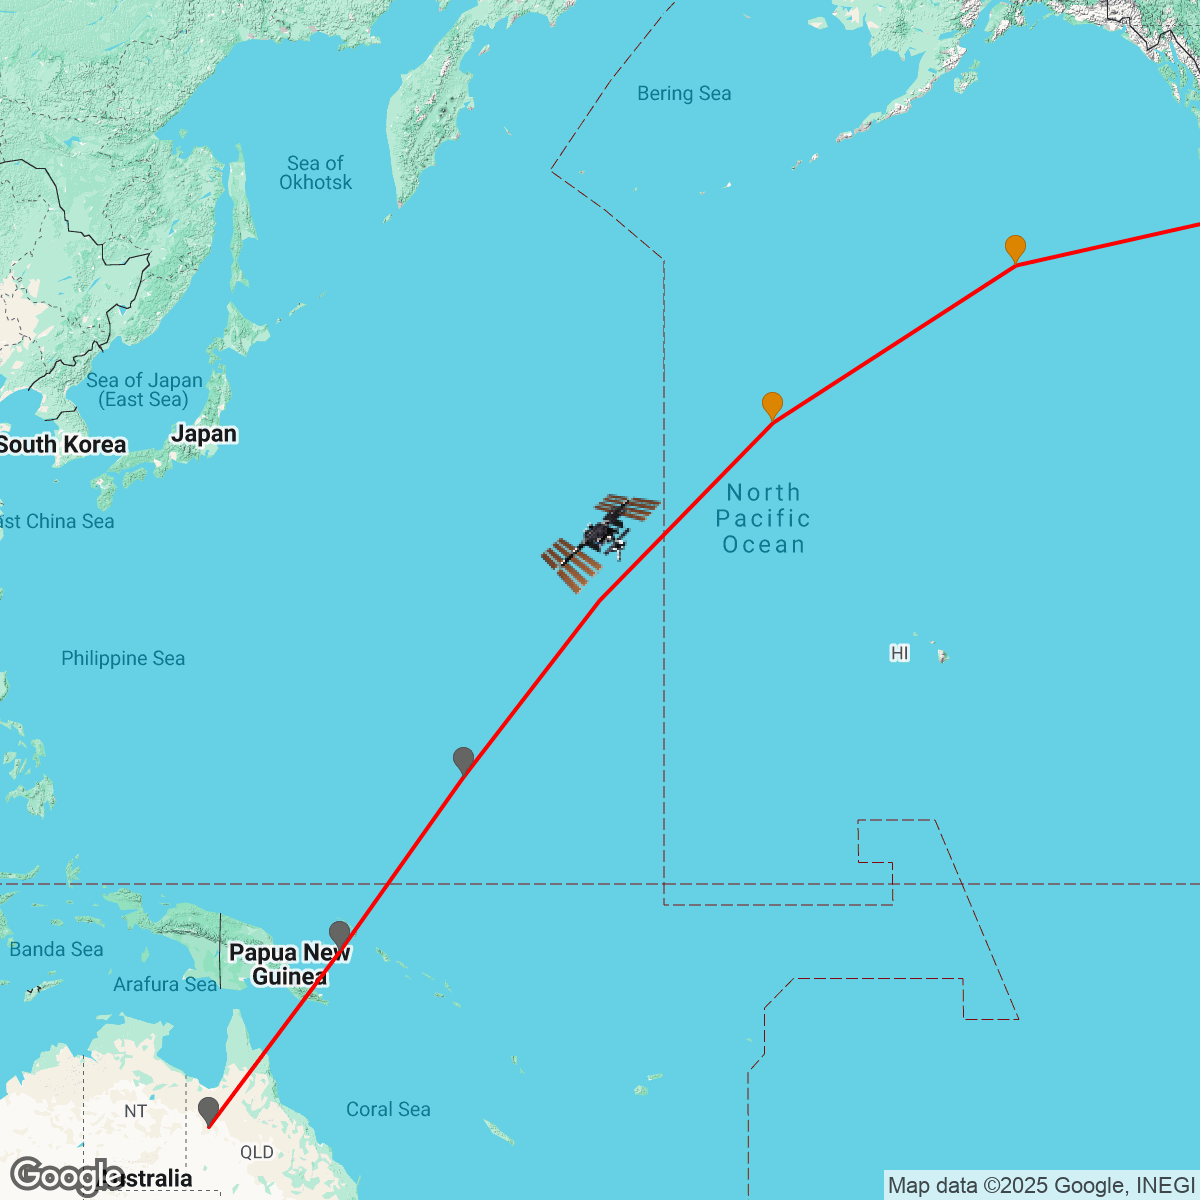 Bering Sea
Sea of
Okhotsk
Sea of Japan
(East Sea)
Japan
South Korea
ast China Sea
North
Pacific
Ocean
Philippine Sea
HI
Banda Sea
Papua New
Guinea
Arafura Sea
NT
Coral Sea
QLD
Google
Australia
Map data ©2025 Google, INEGI